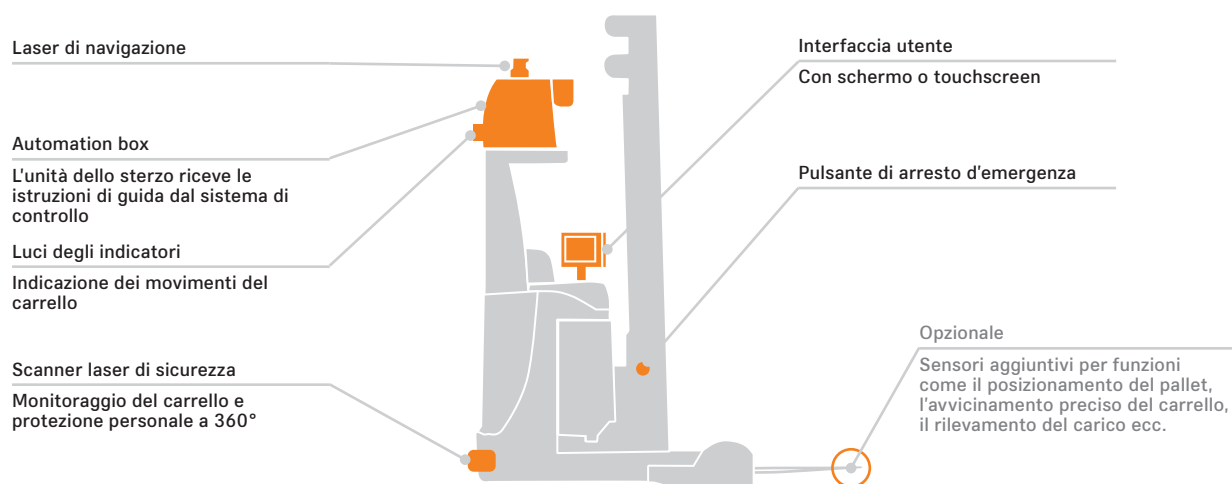 Laser di navigazione
Automation box
L'unità dello sterzo riceve le
istruzioni di guida dal sistema di
controllo
Luci degli indicatori
Indicazione dei movimenti del
carrello
Scanner laser di sicurezza
Monitoraggio del carrello e
protezione personale a 360°
Interfaccia utente
Con schermo o touchscreen
Pulsante di arresto d'emergenza
Opzionale
Sensori aggiuntivi per funzioni
come il posizionamento del pallet,
l'avvicinamento preciso del carrello,
il rilevamento del carico ecc.